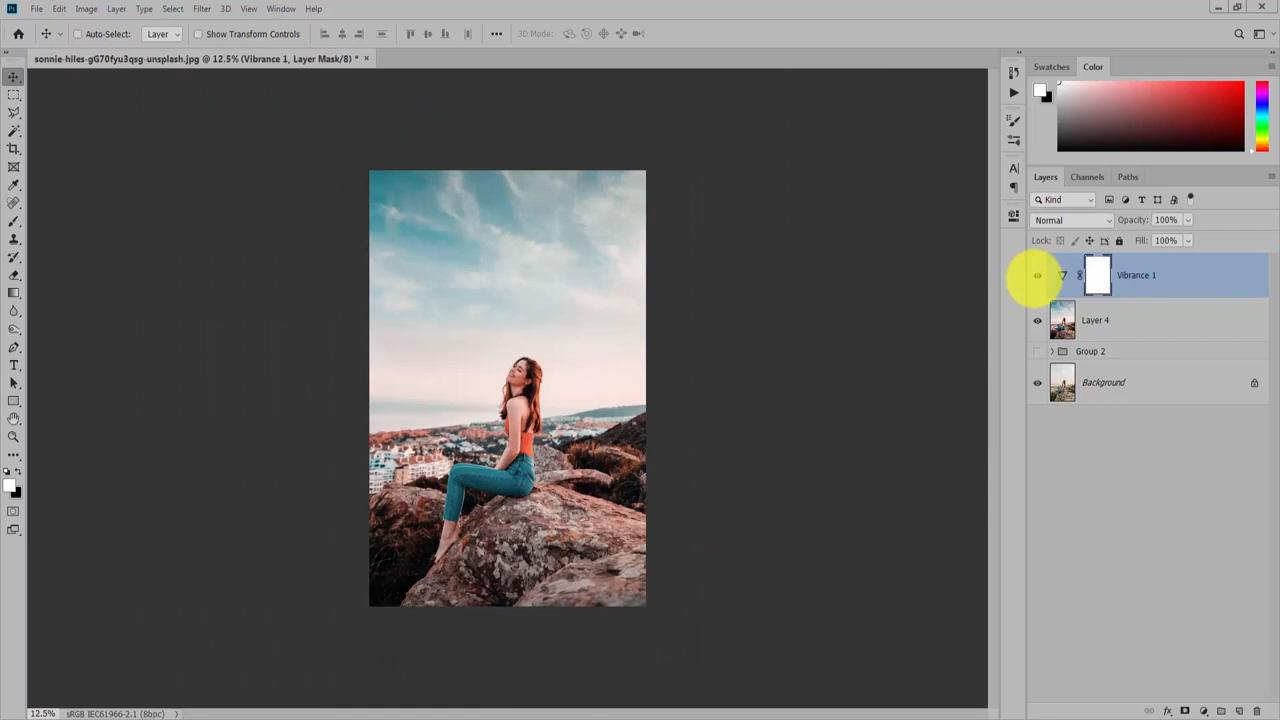 Ps File Edit Image Layer Type Select Filter 3D View Window Help
Auto-Select: Layer Show Transform Controls 3D Mode:
sonnie-hiles-gG70fyu3qsg-unsplash.jpg @ 12.5% (Vibrance 1, Layer Mask/8) *
Swatches Color
Layers Channels Paths
Kind
Normal Opacity: 100%
Lock: Fill: 100%
Vibrance 1
Layer 4
Group 2
Background
12.5% sRGB IEC61966-2.1 (8bpc)